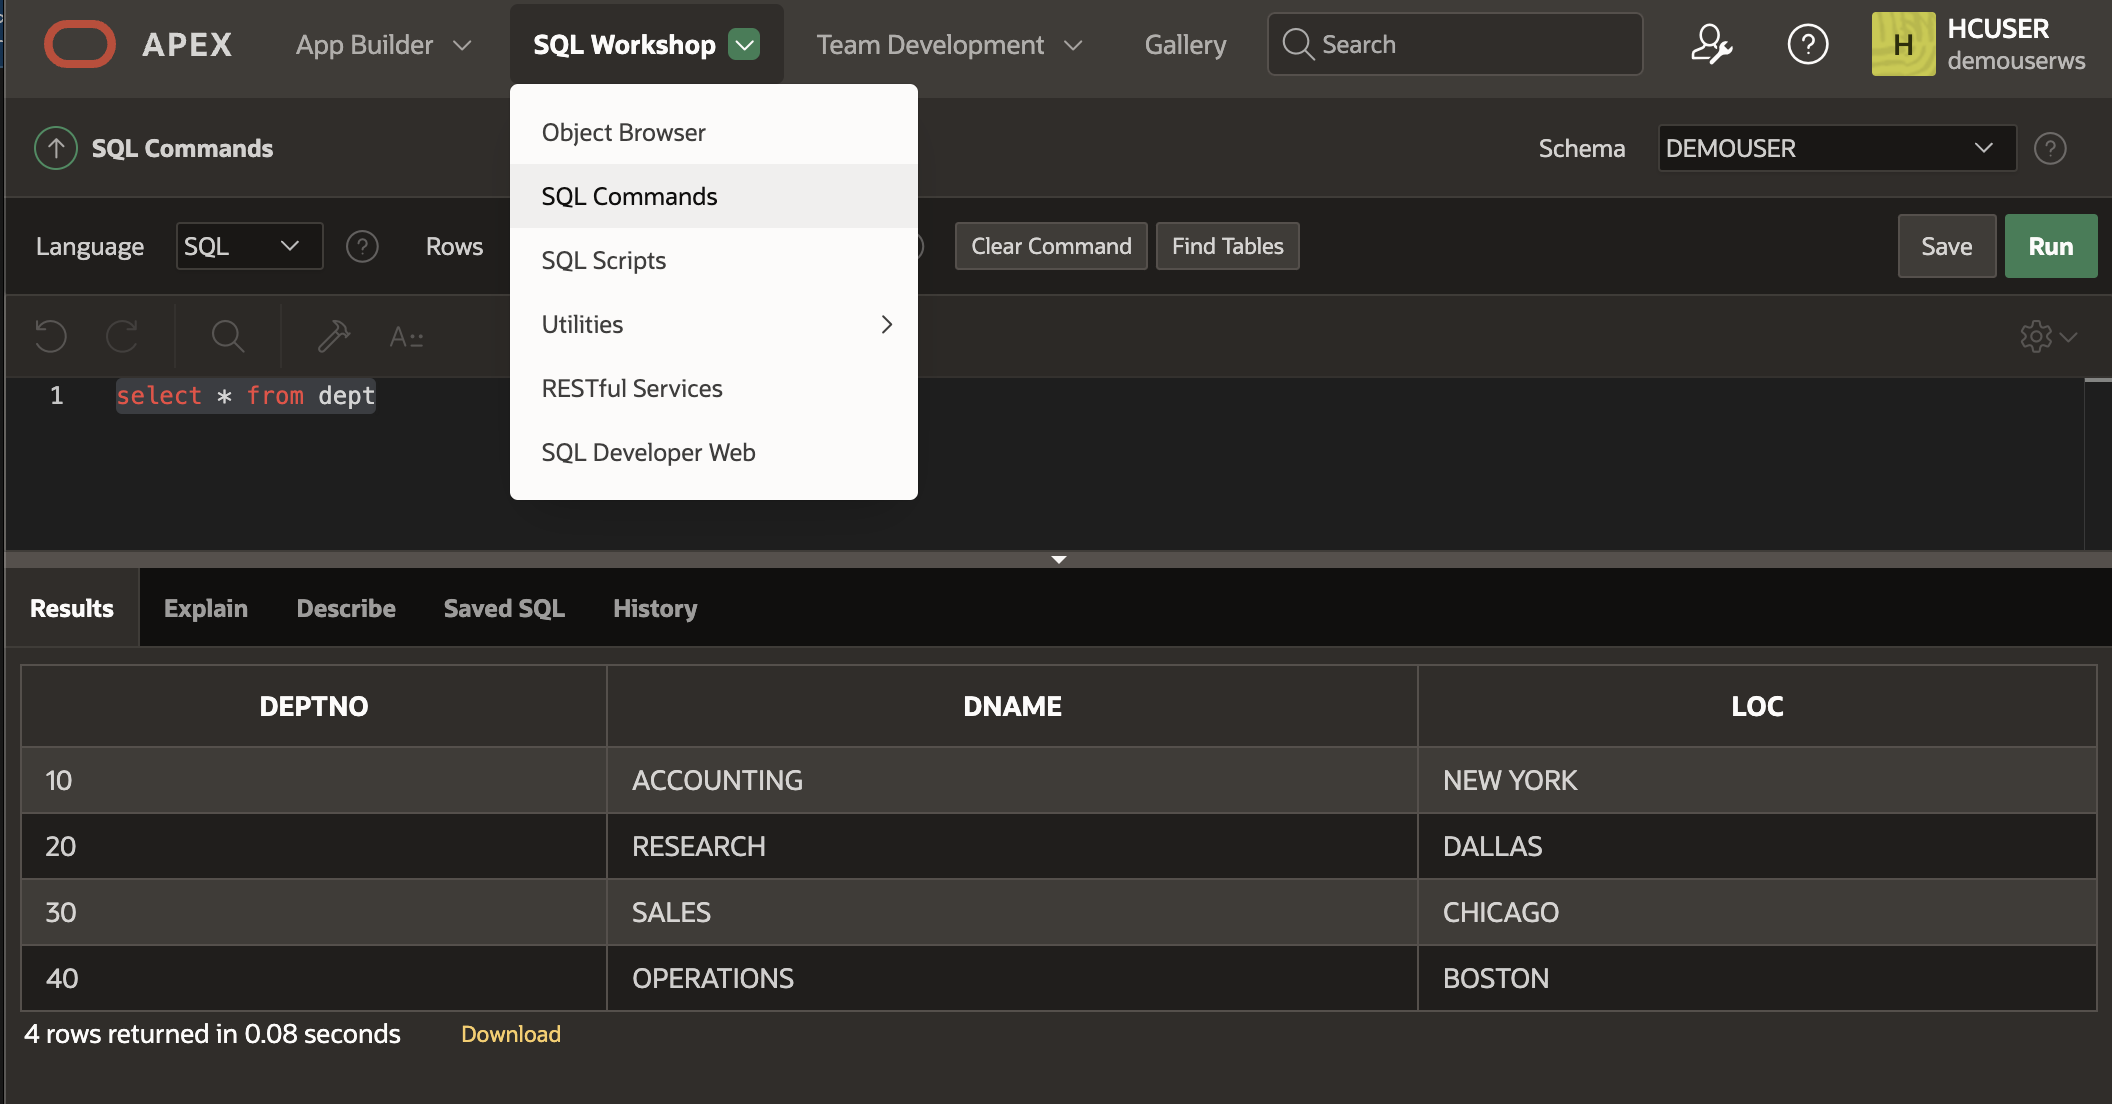 APEX App Builder SQL Workshop Team Development Gallery Search HCUSER
demouserws
H
Object Browser
SQL Commands Schema DEMOUSER
SQL Commands
Language SQL Rows Clear Command Find Tables Save Run
SQL Scripts
Utilities
RESTful Services
SQL Developer Web
1 select * from dept
Results Explain Describe Saved SQL History
DEPTNO DNAME LOC
10 ACCOUNTING NEW YORK
20 RESEARCH DALLAS
30 SALES CHICAGO
40 OPERATIONS BOSTON
4 rows returned in 0.08 seconds Download